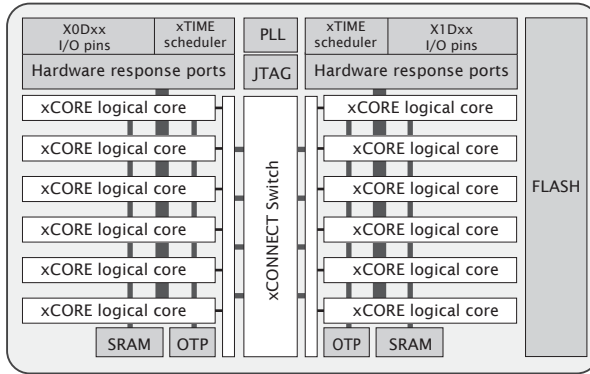 X0Dxx
I/O pins
xTIME
scheduler
PLL
xTIME
scheduler
X1Dxx
I/O pins
Hardware response ports
JTAG
Hardware response ports
xCORE logical core
xCORE logical core
xCORE logical core
xCORE logical core
xCORE logical core
xCORE logical core
xCONNECT Switch
xCORE logical core
xCORE logical core
xCORE logical core
xCORE logical core
xCORE logical core
xCORE logical core
FLASH
SRAM
OTP
OTP
SRAM